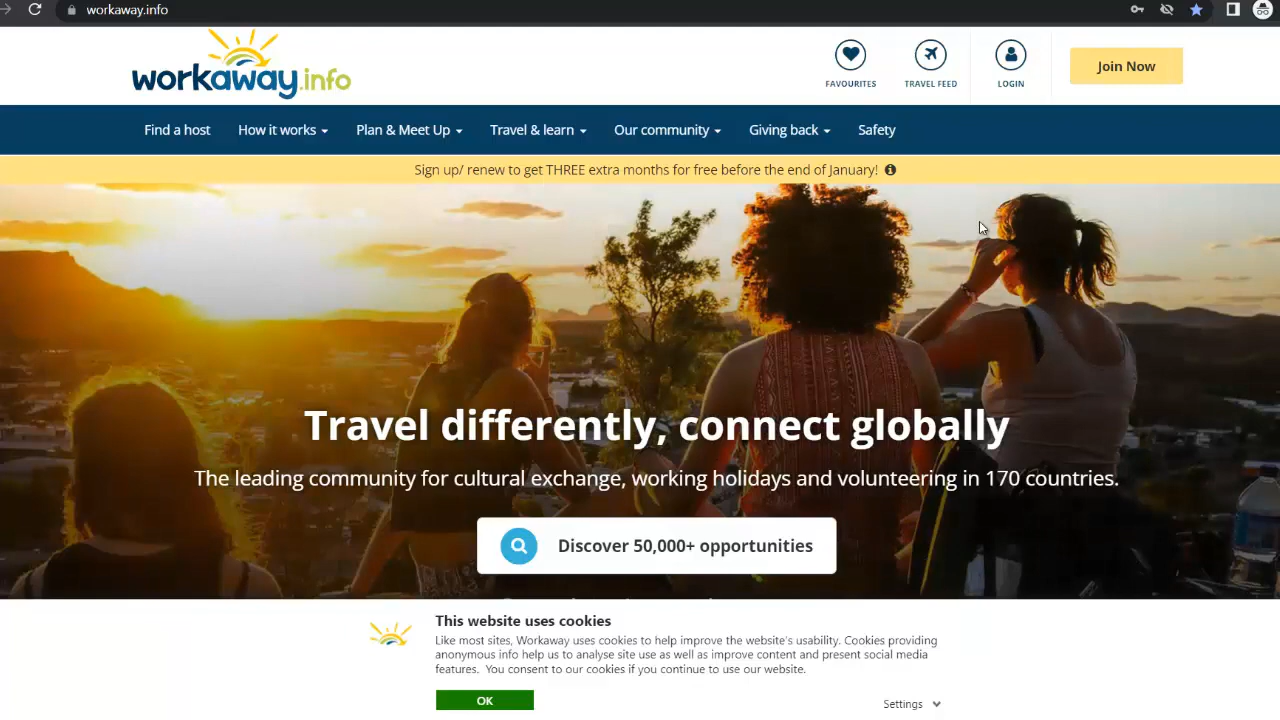 workaway.info
workaway.info
FAVOURITES
TRAVEL FEED
LOGIN
Join Now
Find a host
How it works
Plan & Meet Up
Travel & learn
Our community
Giving back
Safety
Sign up/ renew to get THREE extra months for free before the end of January!
Travel differently, connect globally
The leading community for cultural exchange, working holidays and volunteering in 170 countries.
Discover 50,000+ opportunities
This website uses cookies
Like most sites, Workaway uses cookies to help improve the website's usability. Cookies providing
anonymous info help us to analyse site use as well as improve content and present social media
features. You consent to our cookies if you continue to use our website.
OK
Settings